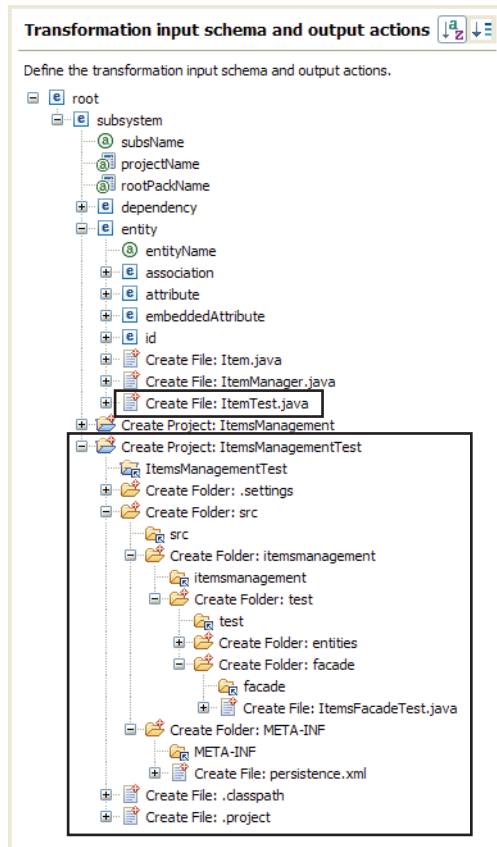 Transformation input schema and output actions
Define the transformation input schema and output actions.
root
subsystem
subsName
projectName
rootPackName
dependency
entity
entityName
association
attribute
embeddedAttribute
id
Create File: Item.java
Create File: ItemManager.java
Create File: ItemTest.java
Create Project: ItemsManagement
Create Project: ItemsManagementTest
ItemsManagementTest
Create Folder: .settings
Create Folder: src
src
Create Folder: itemsmanagement
itemsmanagement
Create Folder: test
test
Create Folder: entities
Create Folder: facade
facade
Create File: ItemsFacadeTest.java
Create Folder: META-INF
META-INF
Create File: persistence.xml
Create File: .classpath
Create File: .project